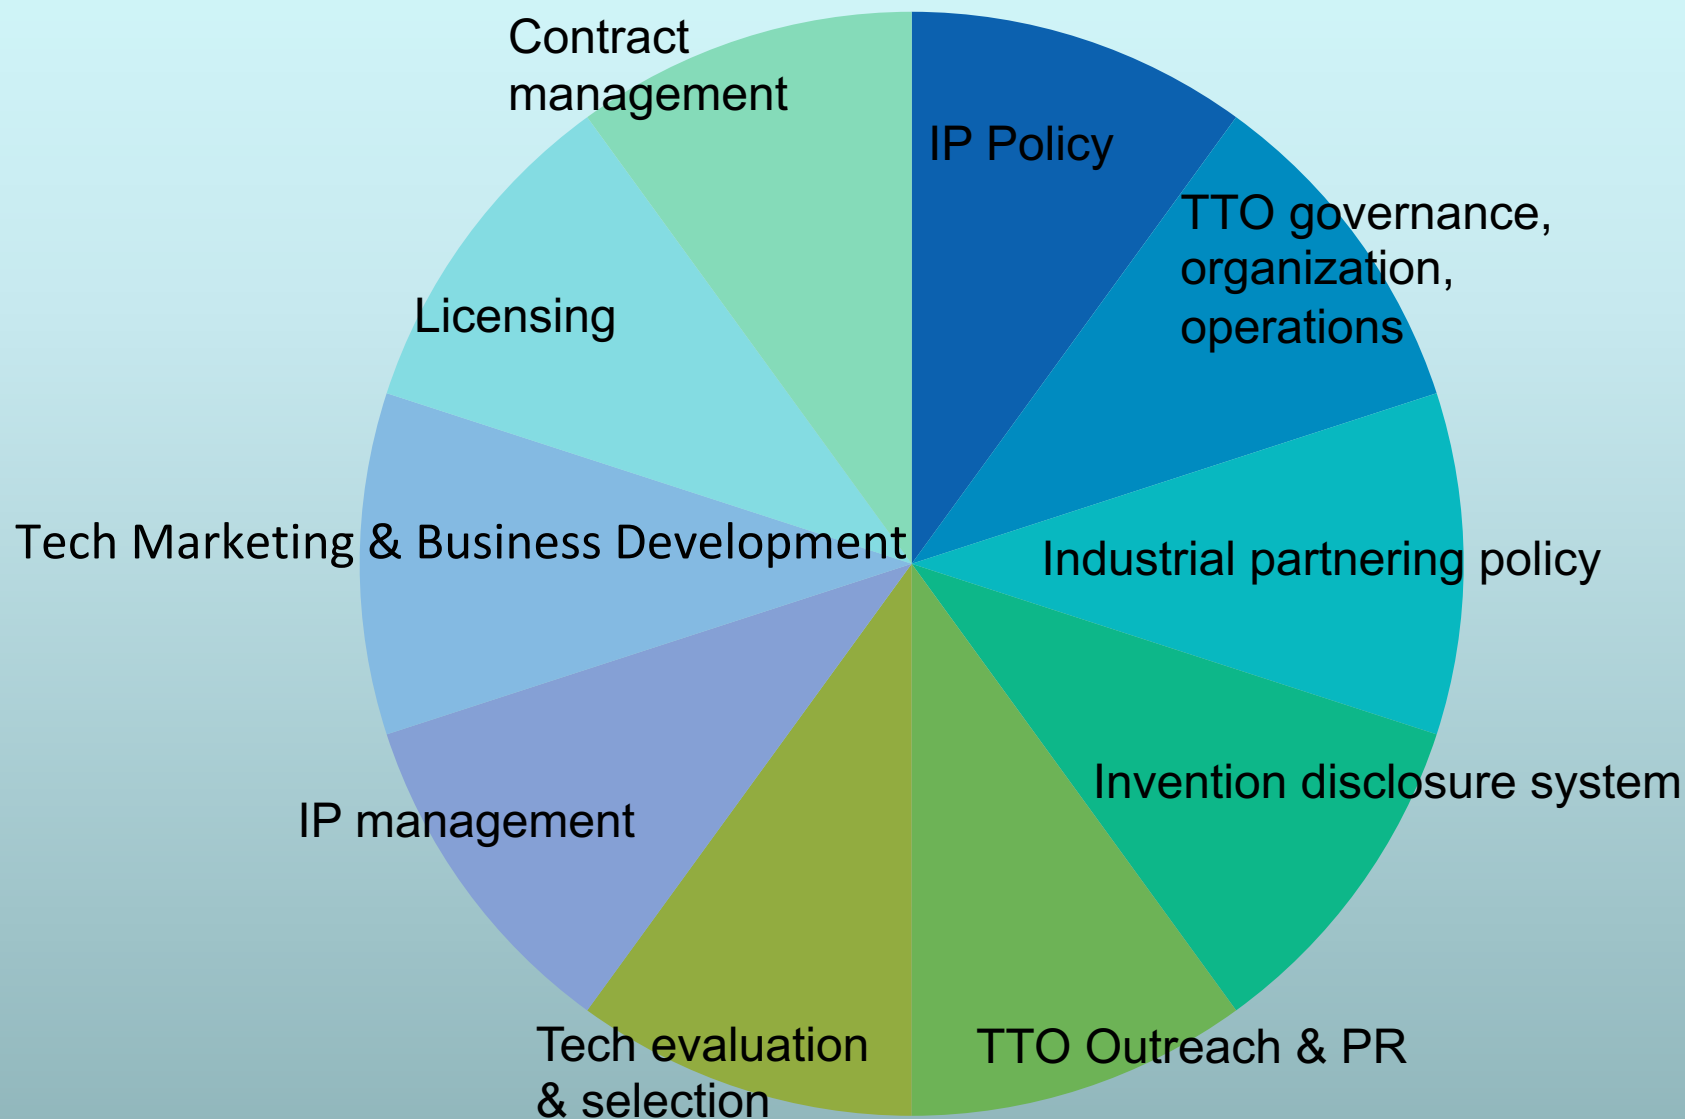 Contract
management
IP Policy
TTO governance,
organization,
operations
Licensing
Tech Marketing & Business Development
Industrial partnering policy
Invention disclosure system
IP management
Tech evaluation
& selection
TTO Outreach & PR